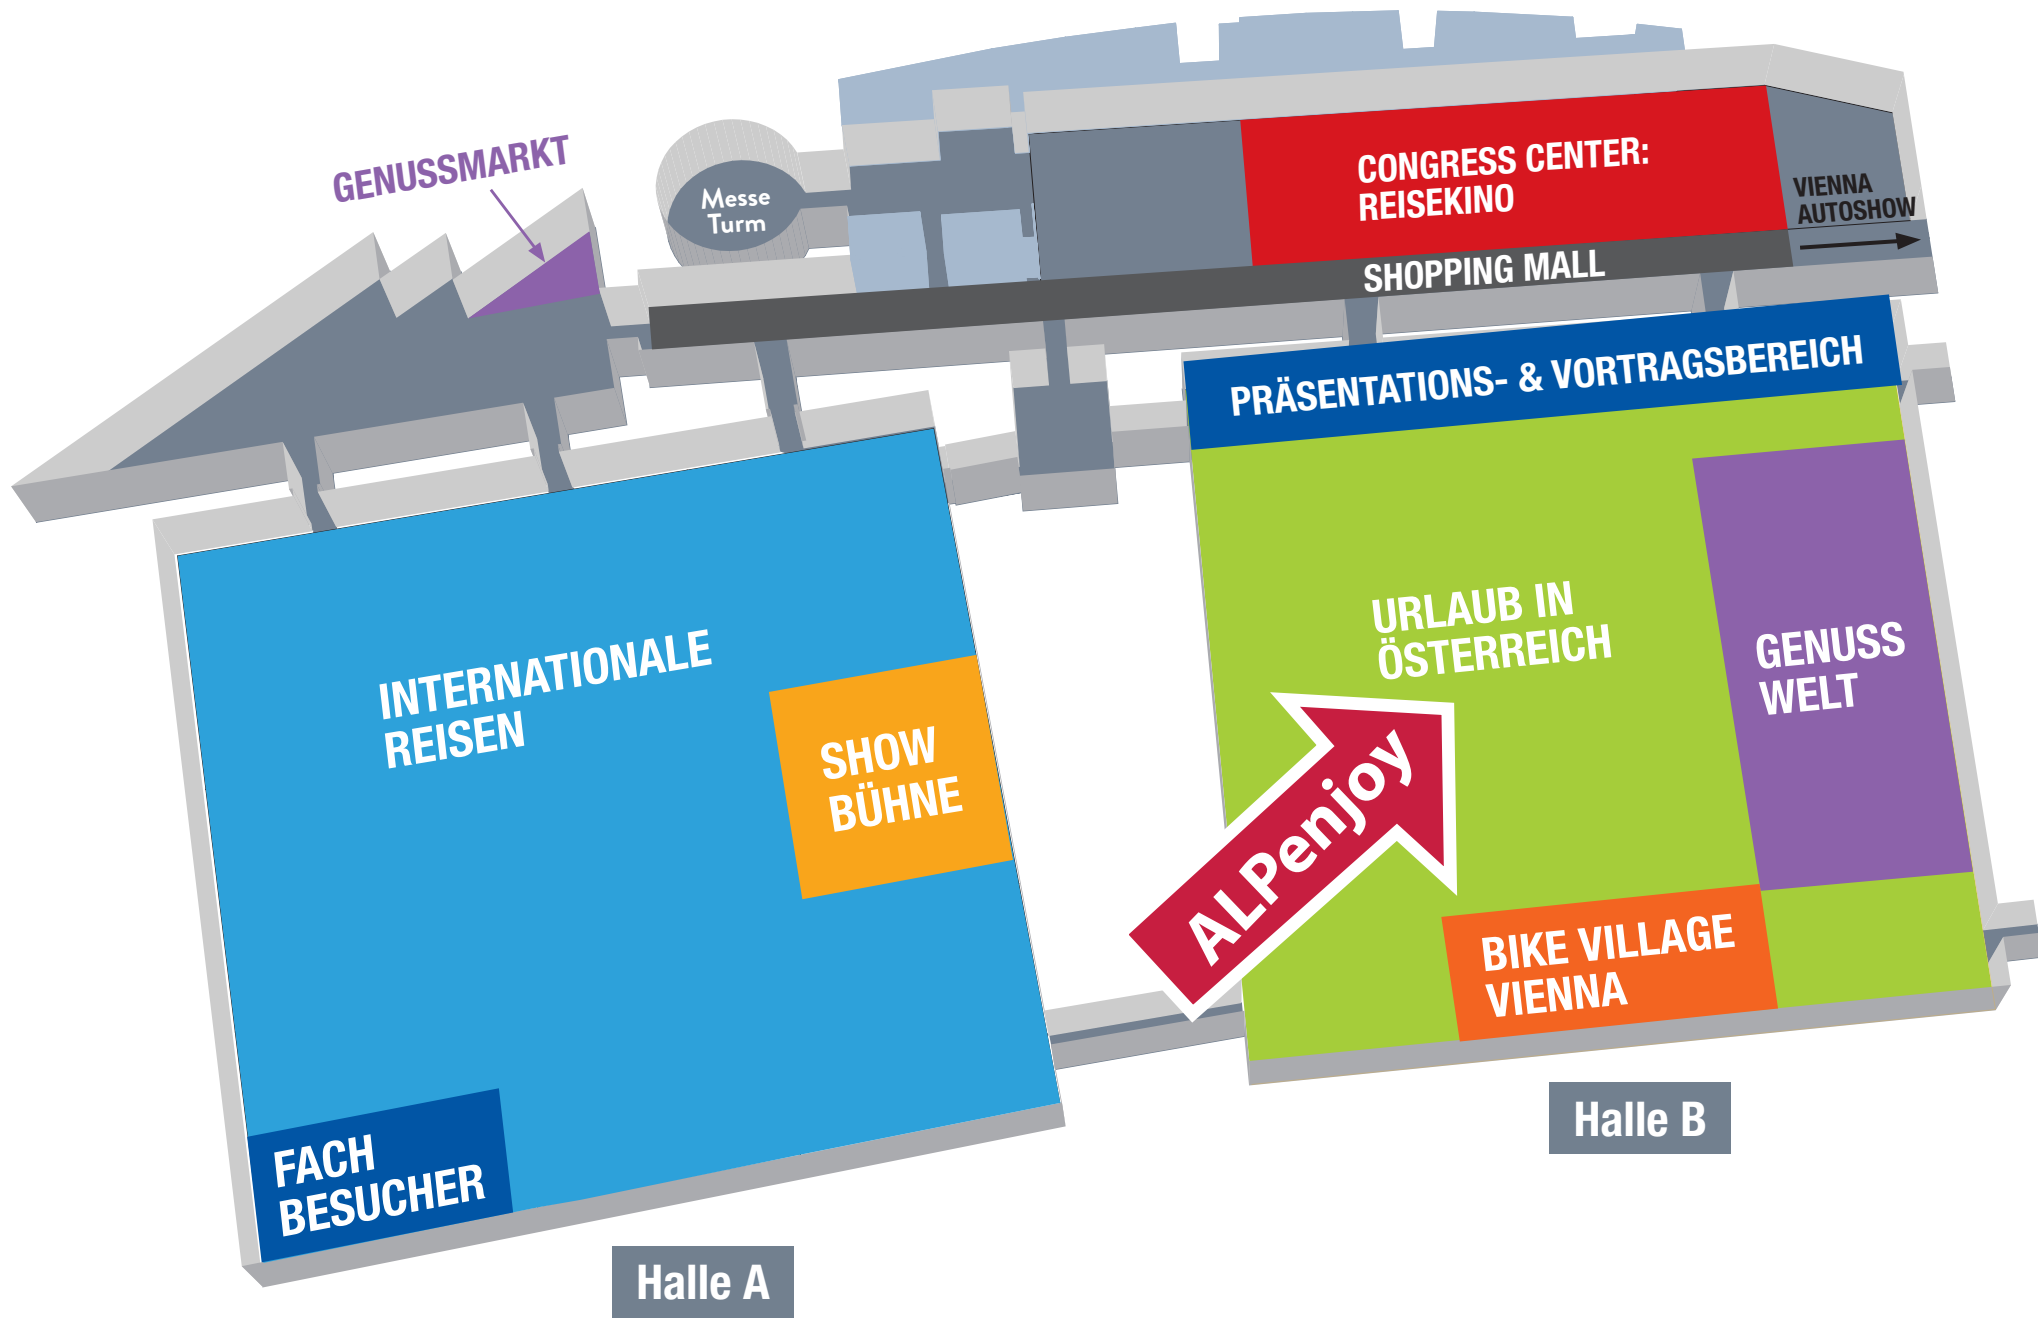 GENUSSMARKT
Messe
Turm
CONGRESS CENTER:
REISEKINO
VIENNA
AUTOSHOW
SHOPPING MALL
PRÄSENTATIONS- & VORTRAGSBEREICH
INTERNATIONALE
REISEN
SHOW
BÜHNE
FACH
BESUCHER
Halle A
URLAUB IN
ÖSTERREICH
GENUSS
WELT
ALPenjoy
BIKE VILLAGE
VIENNA
Halle B